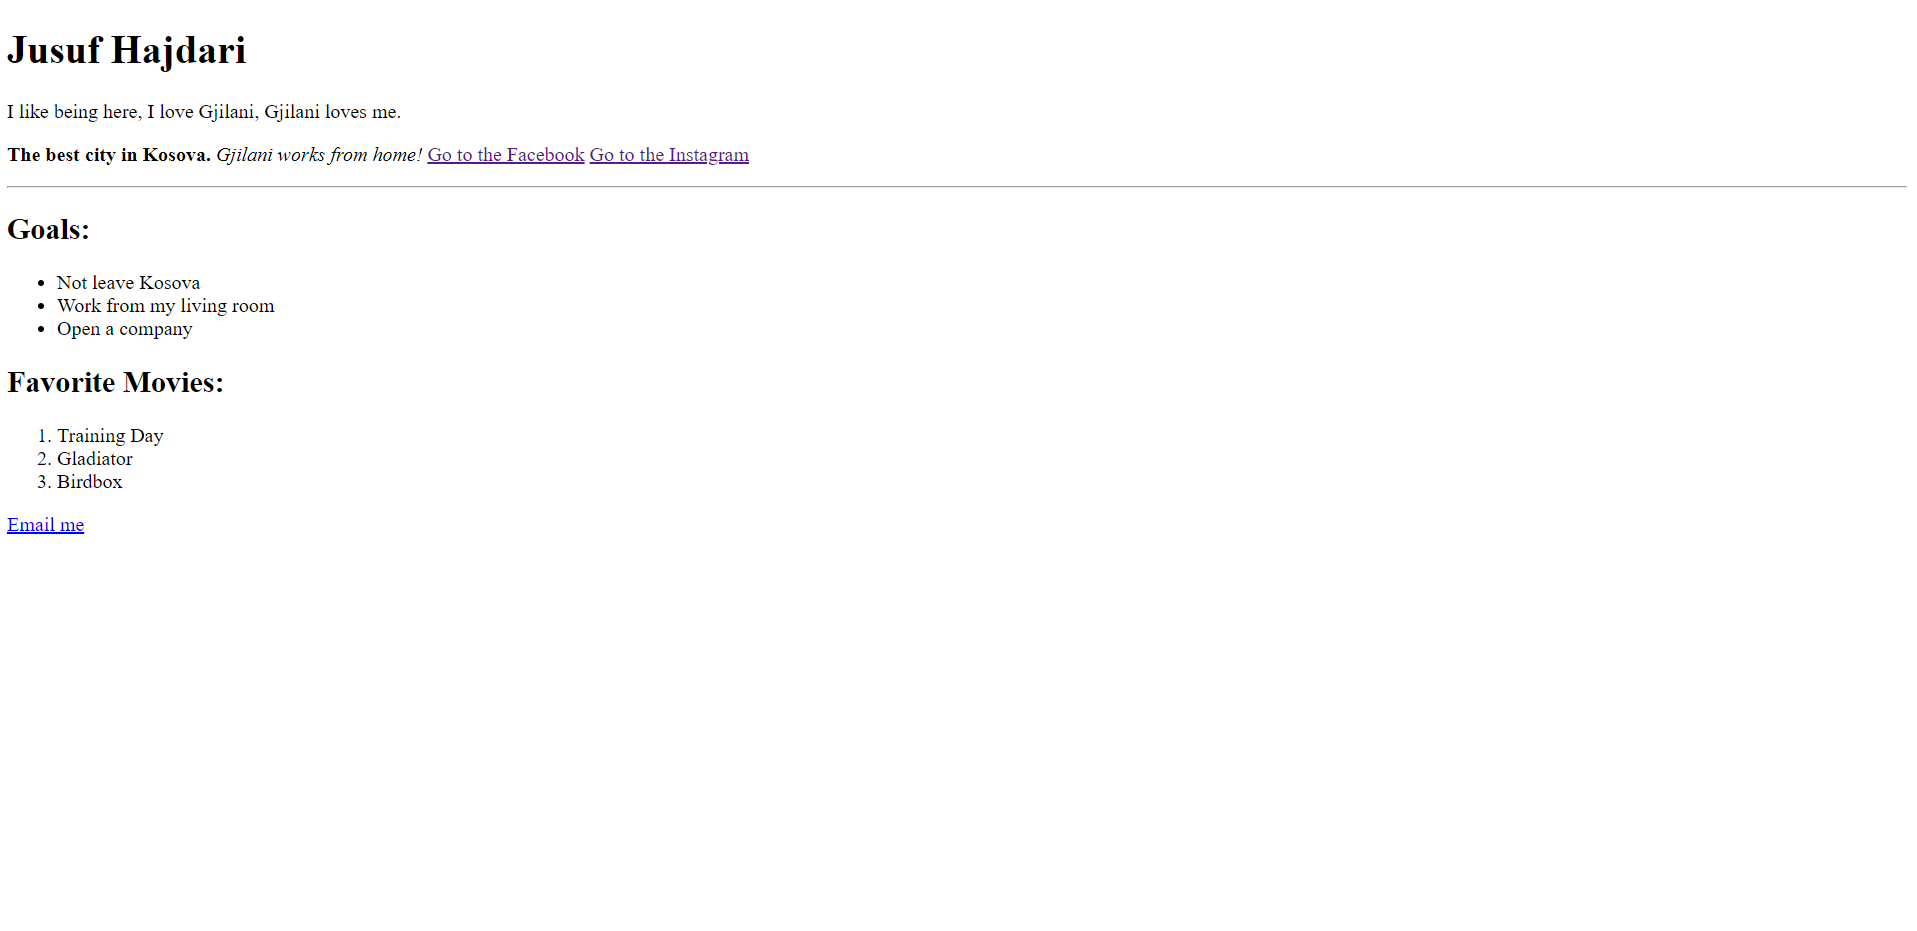 Jusuf Hajdari
I like being here, I love Gjilani, Gjilani loves me.
The best city in Kosova. Gjilani works from home! Go to the Facebook Go to the Instagram
Goals:
• Not leave Kosova
• Work from my living room
• Open a company
Favorite Movies:
1. Training Day
2. Gladiator
3. Birdbox
Email me